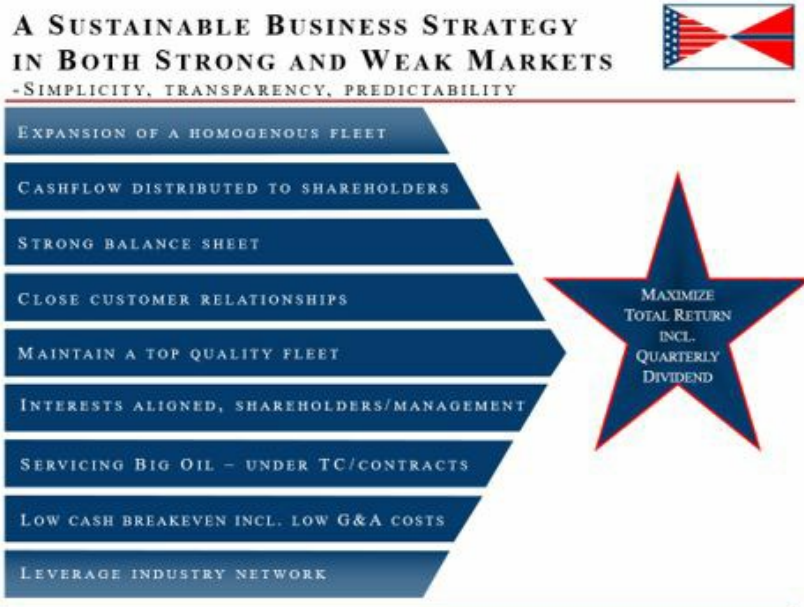 A SUSTAINABLE BUSINESS STRATEGY
IN BOTH STRONG AND WEAK MARKETS
-SIMPLICITY, TRANSPARENCY, PREDICTABILITY
EXPANSION OF A HOMOGENOUS FLEET
CASHFLOW DISTRIBUTED TO SHAREHOLDERS
STRONG BALANCE SHEET
CLOSE CUSTOMER RELATIONSHIPS
MAINTAIN A TOP QUALITY FLEET
INTERESTS ALIGNED, SHAREHOLDERS/MANAGEMENT
SERVICING BIG OIL – UNDER TC/CONTRACTS
LOW CASH BREAKEVEN INCL. LOW G&A COSTS
LEVERAGE INDUSTRY NETWORK
MAXIMIZE
TOTAL RETURN
INCL.
QUARTERLY
DIVIDEND